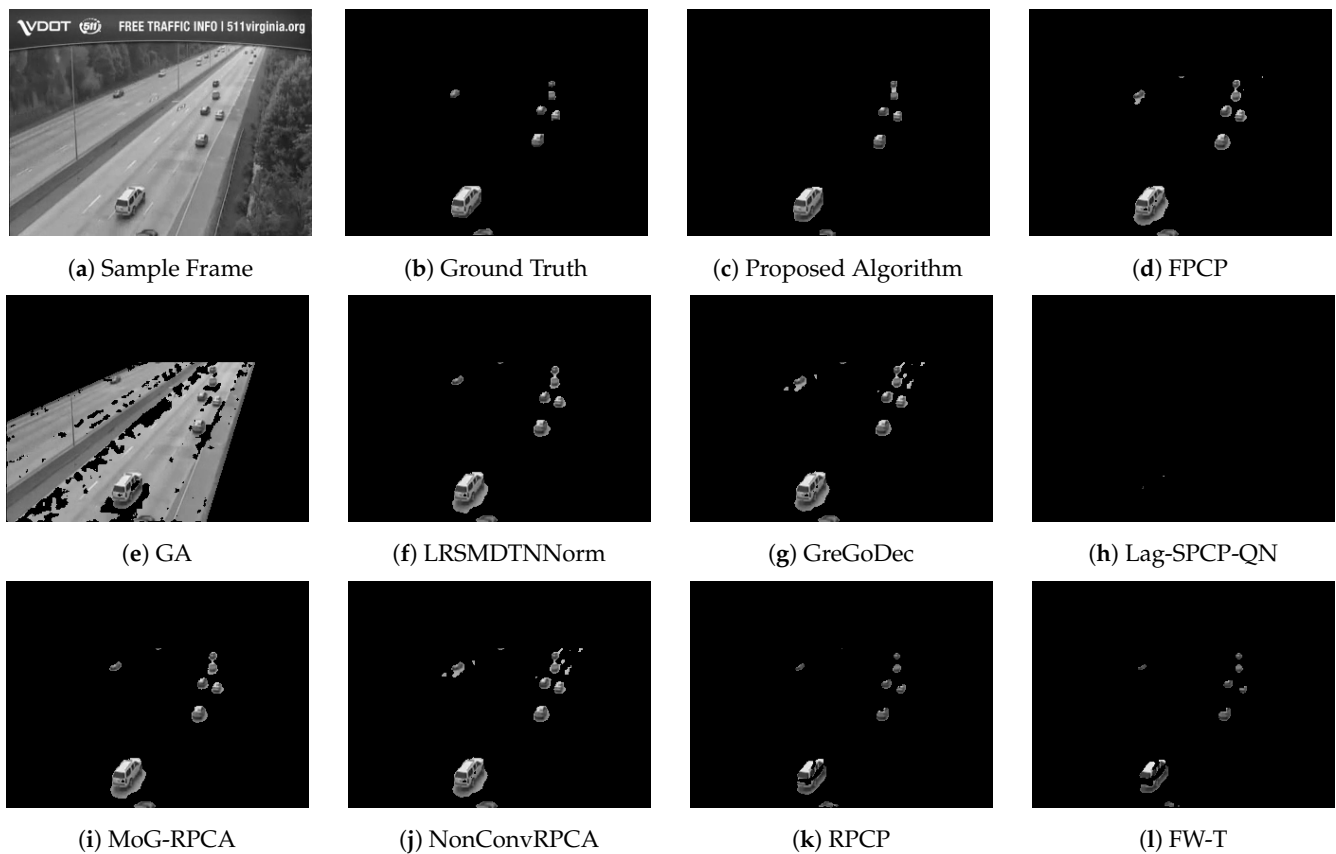 VDOT 511 FREE TRAFFIC INFO | 511virginia.org
(a) Sample Frame
(b) Ground Truth
(c) Proposed Algorithm
(d) FPCP
(e) GA
(f) LRSMDTNNorm
(g) GreGoDec
(h) Lag-SPCP-QN
(i) MoG-RPCA
(j) NonConvRPCA
(k) RPCP
(l) FW-T